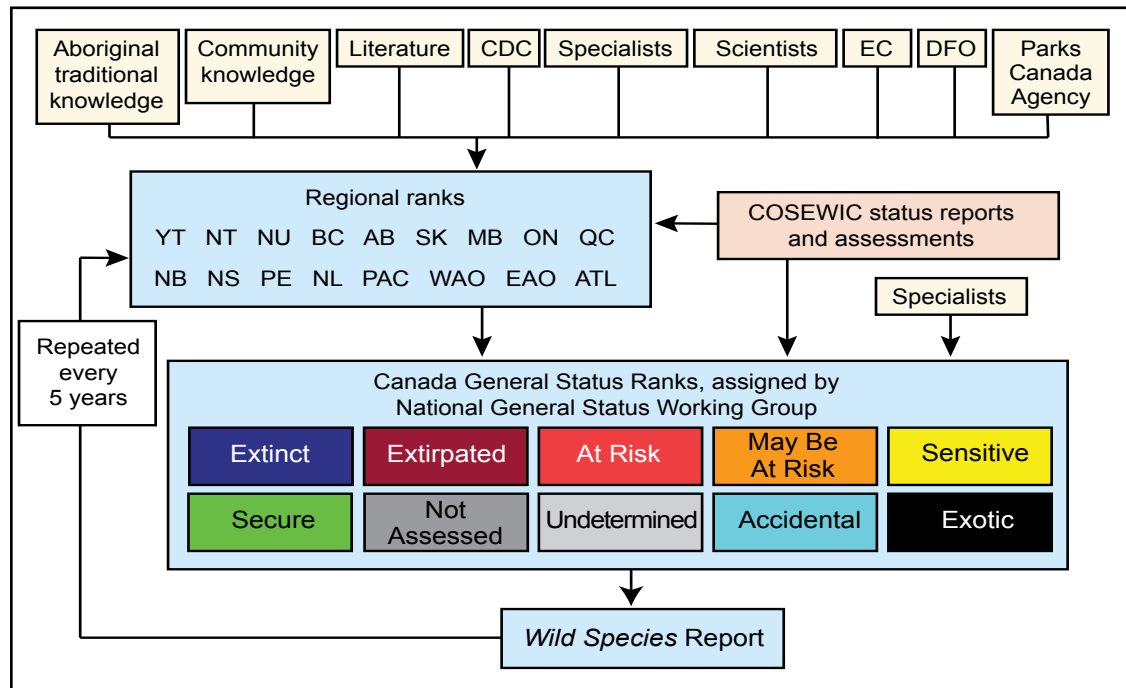 Aboriginal
traditional
knowledge
Community
knowledge
Literature
CDC
Specialists
Scientists
EC
DFO
Parks
Canada
Agency
Regional ranks
YT NT NU BC AB SK MB ON QC
NB NS PE NL PAC WAO EAO ATL
COSEWIC status reports
and assessments
Specialists
Repeated
every
5 years
Canada General Status Ranks, assigned by
National General Status Working Group
Extinct
Extirpated
At Risk
May Be
At Risk
Sensitive
Secure
Not
Assessed
Undetermined
Accidental
Exotic
Wild Species Report